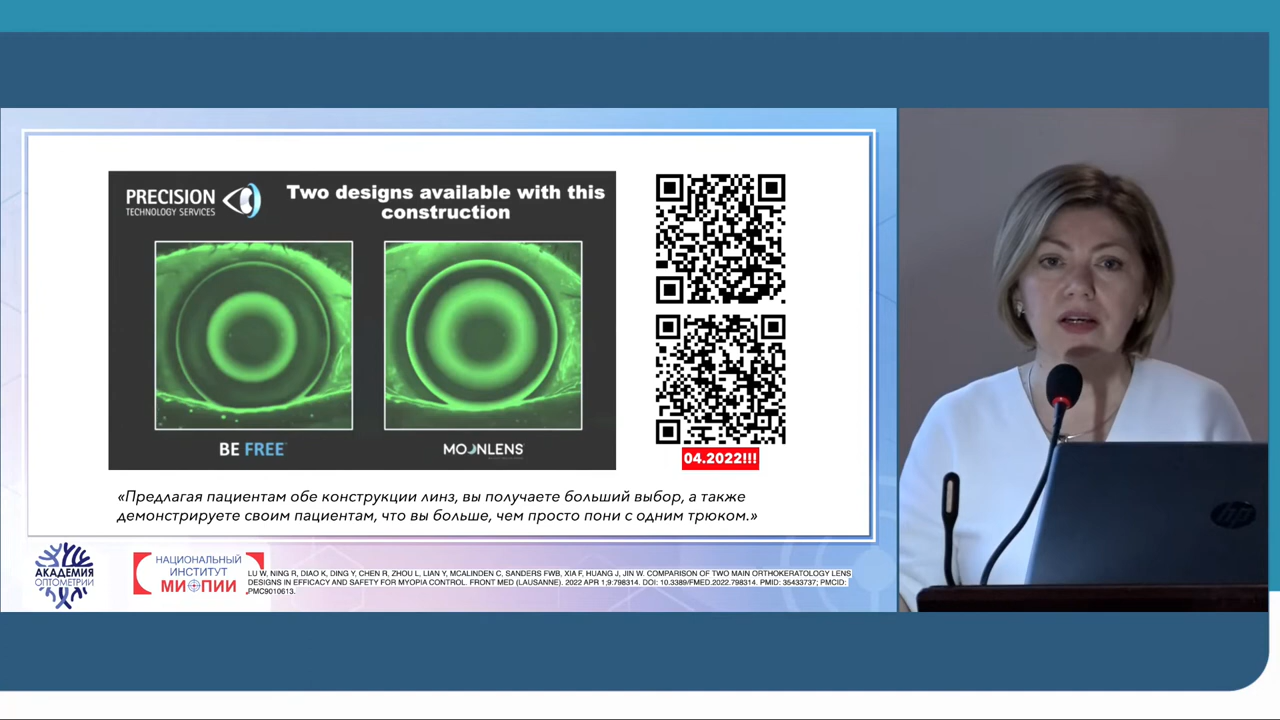 PRECISION
TECHNOLOGY SERVICES
Two designs available with this
construction
BE FREE
MOONLENS
04.2022!!!
«Предлагая пациентам обе конструкции линз, вы получаете больший выбор, а также
демонстрируете своим пациентам, что вы больше, чем просто пони с одним трюком.»
АКАДЕМИЯ
ОПТОМЕТРИИ
НАЦИОНАЛЬНЫЙ
ИНСТИТУТ
МИОПИИ
LU W, NING R, DIAO K, DING Y, CHEN R, ZHOU L, LIAN Y, MCALINDEN C, SANDERS FWB, XIA F, HUANG J, JIN W. COMPARISON OF TWO MAIN ORTHOKERATOLOGY LENS
DESIGNS IN EFFICACY AND SAFETY FOR MYOPIA CONTROL. FRONT MED (LAUSANNE). 2022 APR 1;9:798314. DOI: 10.3389/FMED.2022.798314. PMID: 35433737; PMCID:
PMC9010613.
hp